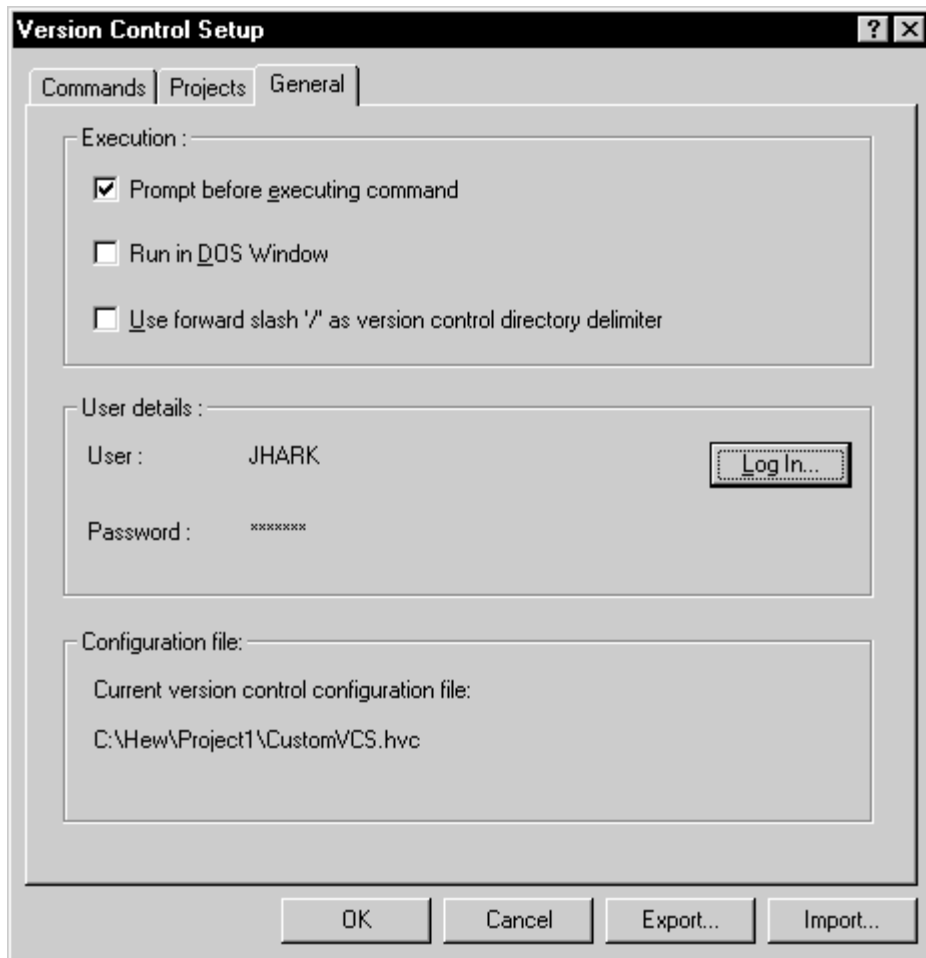 Version Control Setup
Commands Projects General
Execution :
Prompt before executing command
Run in DOS Window
Use forward slash '/' as version control directory delimiter
User details :
User : JHARK
Log In...
Password : *******
Configuration file:
Current version control configuration file:
C:\Hew\Project1\CustomVCS.hvc
OK Cancel Export... Import...